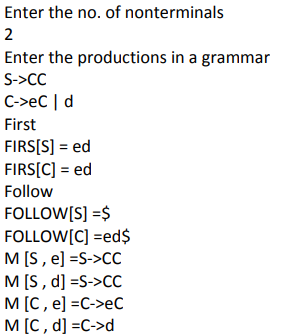 Enter the no. of nonterminals
2
Enter the productions in a grammar
S->CC
C->eC | d
First
FIRS[S] = ed
FIRS[C] = ed
Follow
FOLLOW[S] =$
FOLLOW[C] =ed$
M [S , e] =S->CC
M [S , d] =S->CC
M [C , e] =C->eC
M [C , d] =C->d